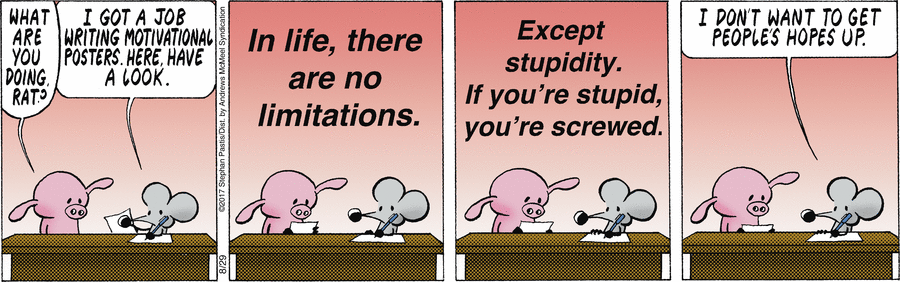 WHAT
ARE
YOU
DOING,
RAT?
I GOT A JOB
WRITING MOTIVATIONAL
POSTERS. HERE, HAVE
A LOOK.
©2017 Stephan Pastis/Dist. by Andrews McMeel Syndication
8/29
In life, there
are no
limitations.
Except
stupidity.
If you're stupid,
you're screwed.
I DON'T WANT TO GET
PEOPLE'S HOPES UP.